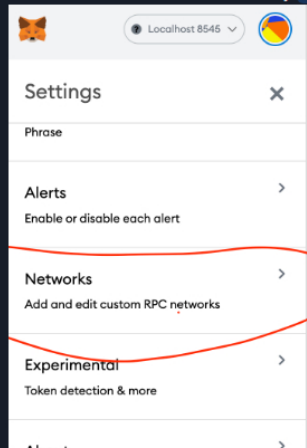 Localhost 8545
Settings
Phrase
Alerts
Enable or disable each alert
Networks
Add and edit custom RPC networks
Experimental
Token detection & more